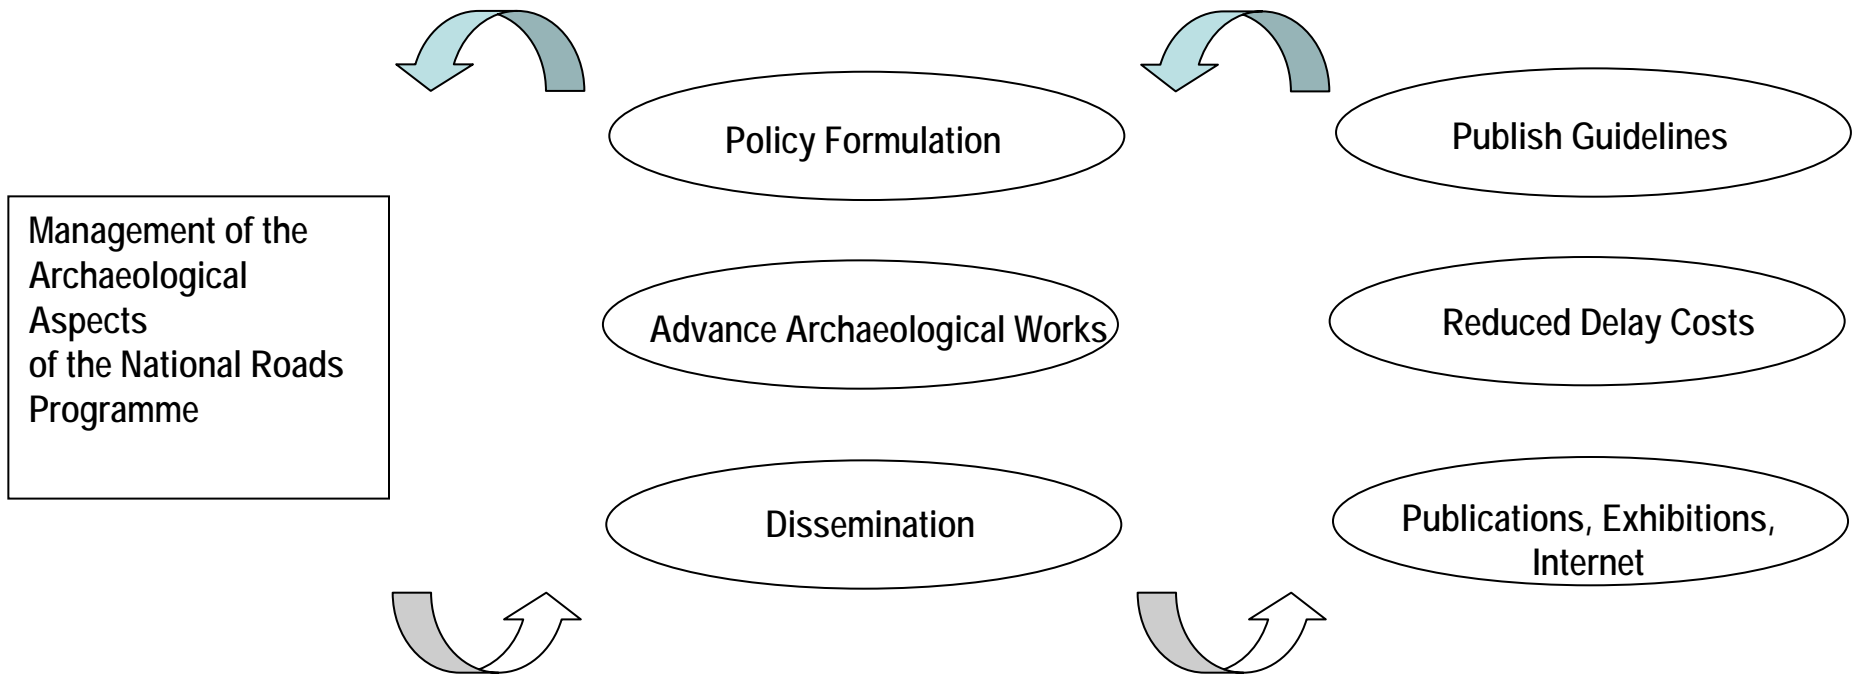 Management of the
Archaeological
Aspects
of the National Roads
Programme
Policy Formulation
Advance Archaeological Works
Dissemination
Publish Guidelines
Reduced Delay Costs
Publications, Exhibitions,
Internet